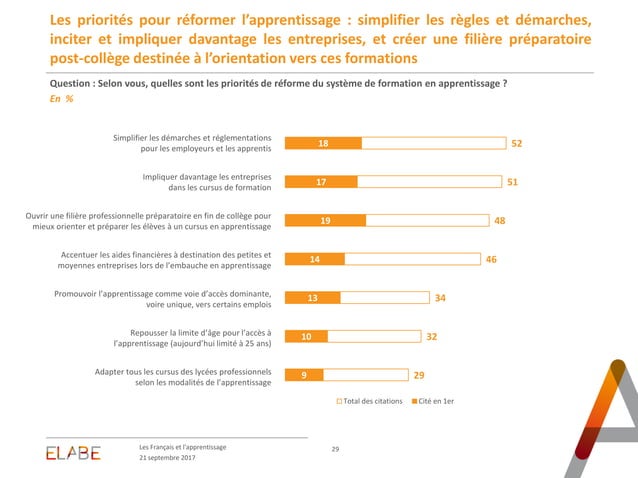 Les priorités pour réformer l’apprentissage : simplifier les règles et démarches,
inciter et impliquer davantage les entreprises, et créer une filière préparatoire
post-collège destinée à l’orientation vers ces formations
Question : Selon vous, quelles sont les priorités de réforme du système de formation en apprentissage ?
En %
Simplifier les démarches et réglementations
pour les employeurs et les apprentis
18
52
Impliquer davantage les entreprises
dans les cursus de formation
17
51
Ouvrir une filière professionnelle préparatoire en fin de collège pour
mieux orienter et préparer les élèves à un cursus en apprentissage
19
48
Accentuer les aides financières à destination des petites et
moyennes entreprises lors de l’embauche en apprentissage
14
46
Promouvoir l’apprentissage comme voie d’accès dominante,
voire unique, vers certains emplois
13
34
Repousser la limite d’âge pour l’accès à
l’apprentissage (aujourd’hui limité à 25 ans)
10
32
Adapter tous les cursus des lycées professionnels
selon les modalités de l’apprentissage
9
29
Total des citations
Cité en 1er
ELABE
Les Français et l’apprentissage
21 septembre 2017
29